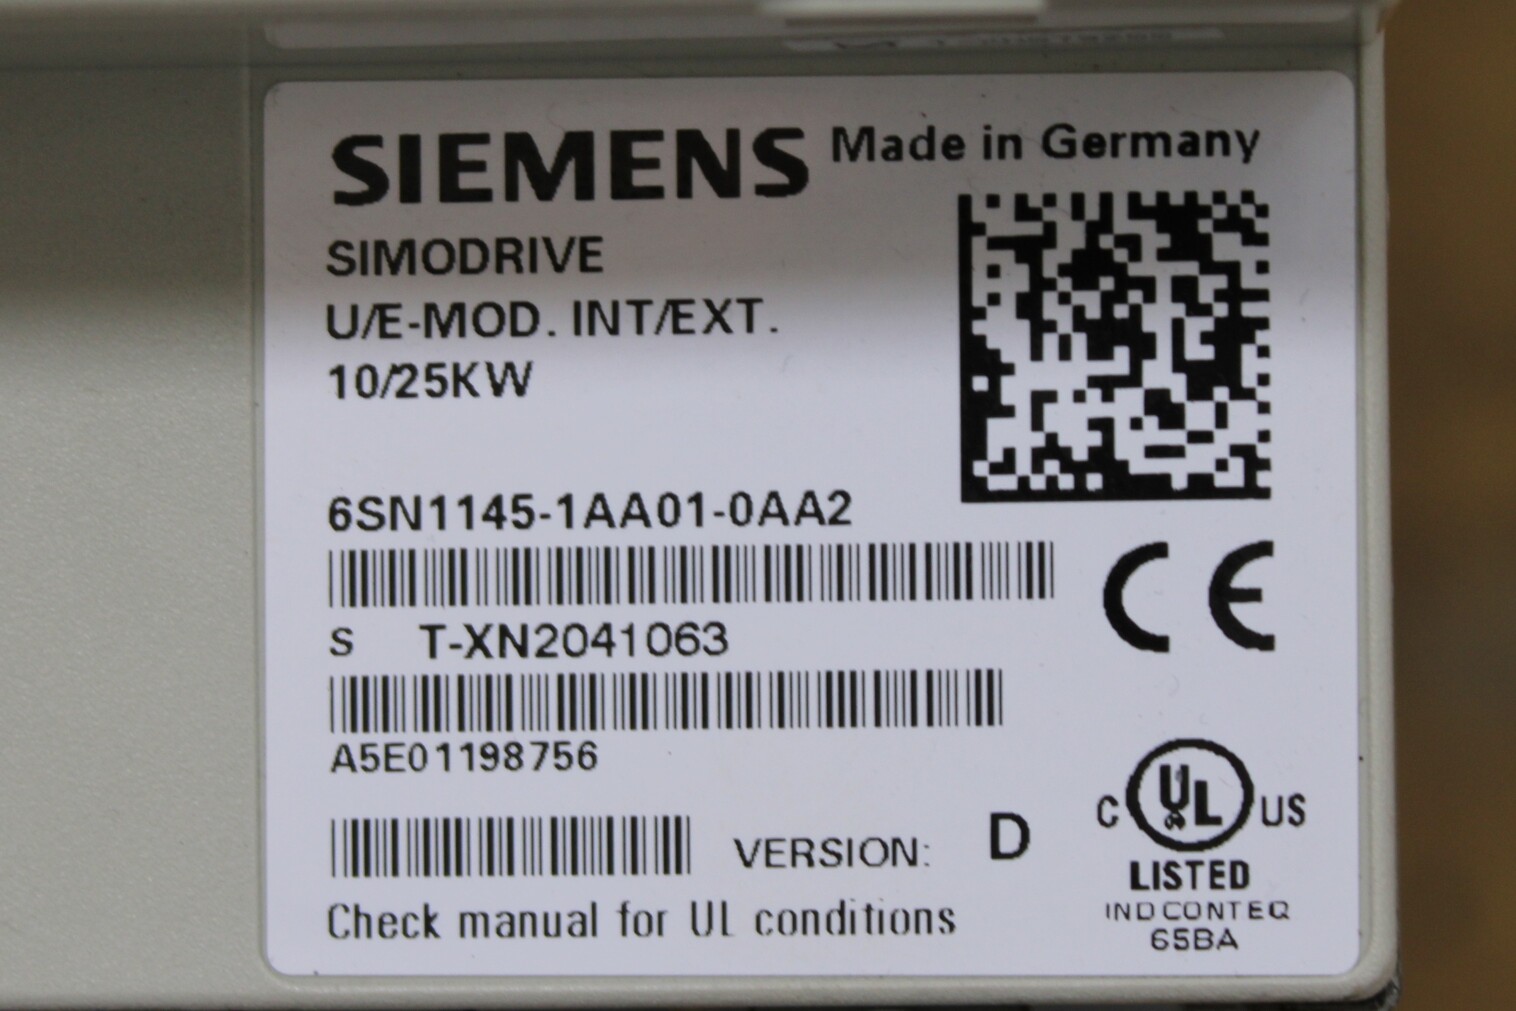 SIEMENS Made in Germany
SIMODRIVE
U/E-MOD. INT/EXT.
10/25KW
6SN1145-1AA01-0AA2
S T-XN2041063
A5E01198756
VERSION: D
Check manual for UL conditions
C UL US
LISTED
IND CONT EQ
65BA